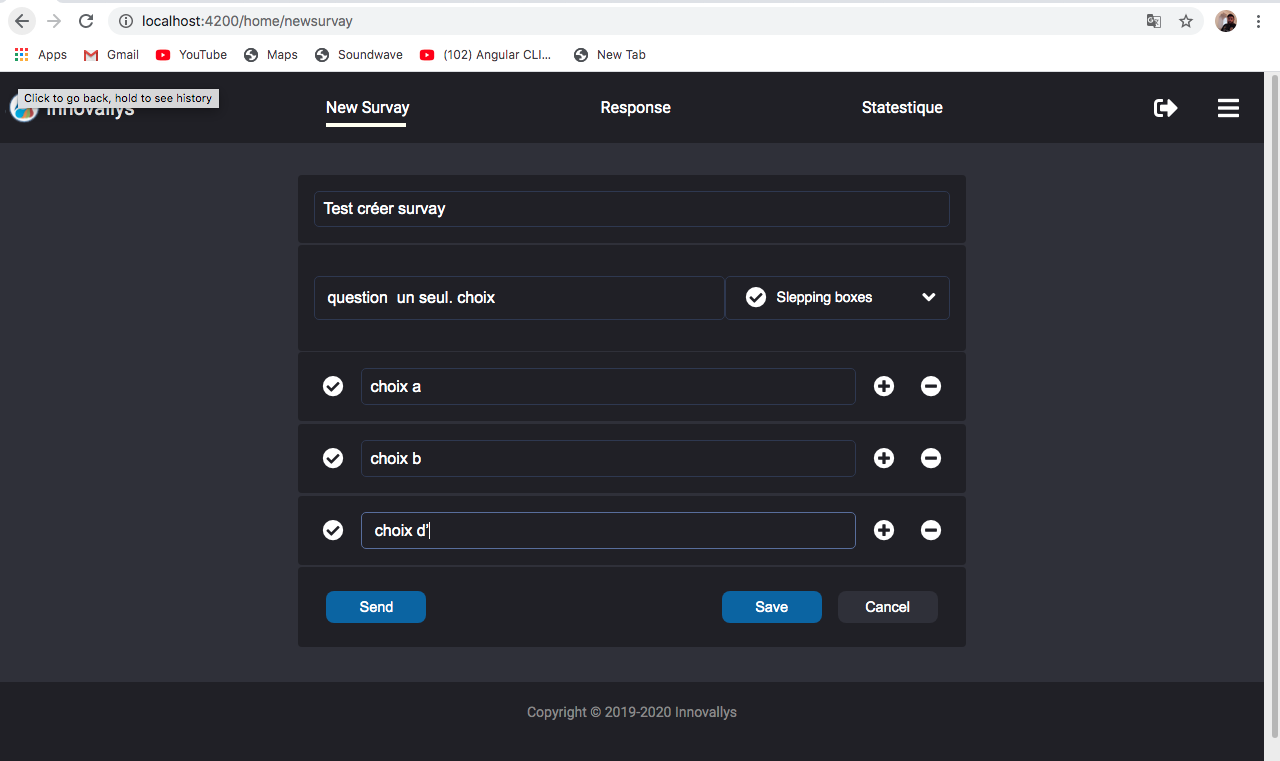 localhost:4200/home/newsurvay
Apps Gmail YouTube Maps Soundwave (102) Angular CLI... New Tab
Click to go back, hold to see history
Innovallys New Survay Response Statestique
Test créer survay
question un seul. choix Slepping boxes
choix a
choix b
choix d'
Send Save Cancel
Copyright © 2019-2020 Innovallys